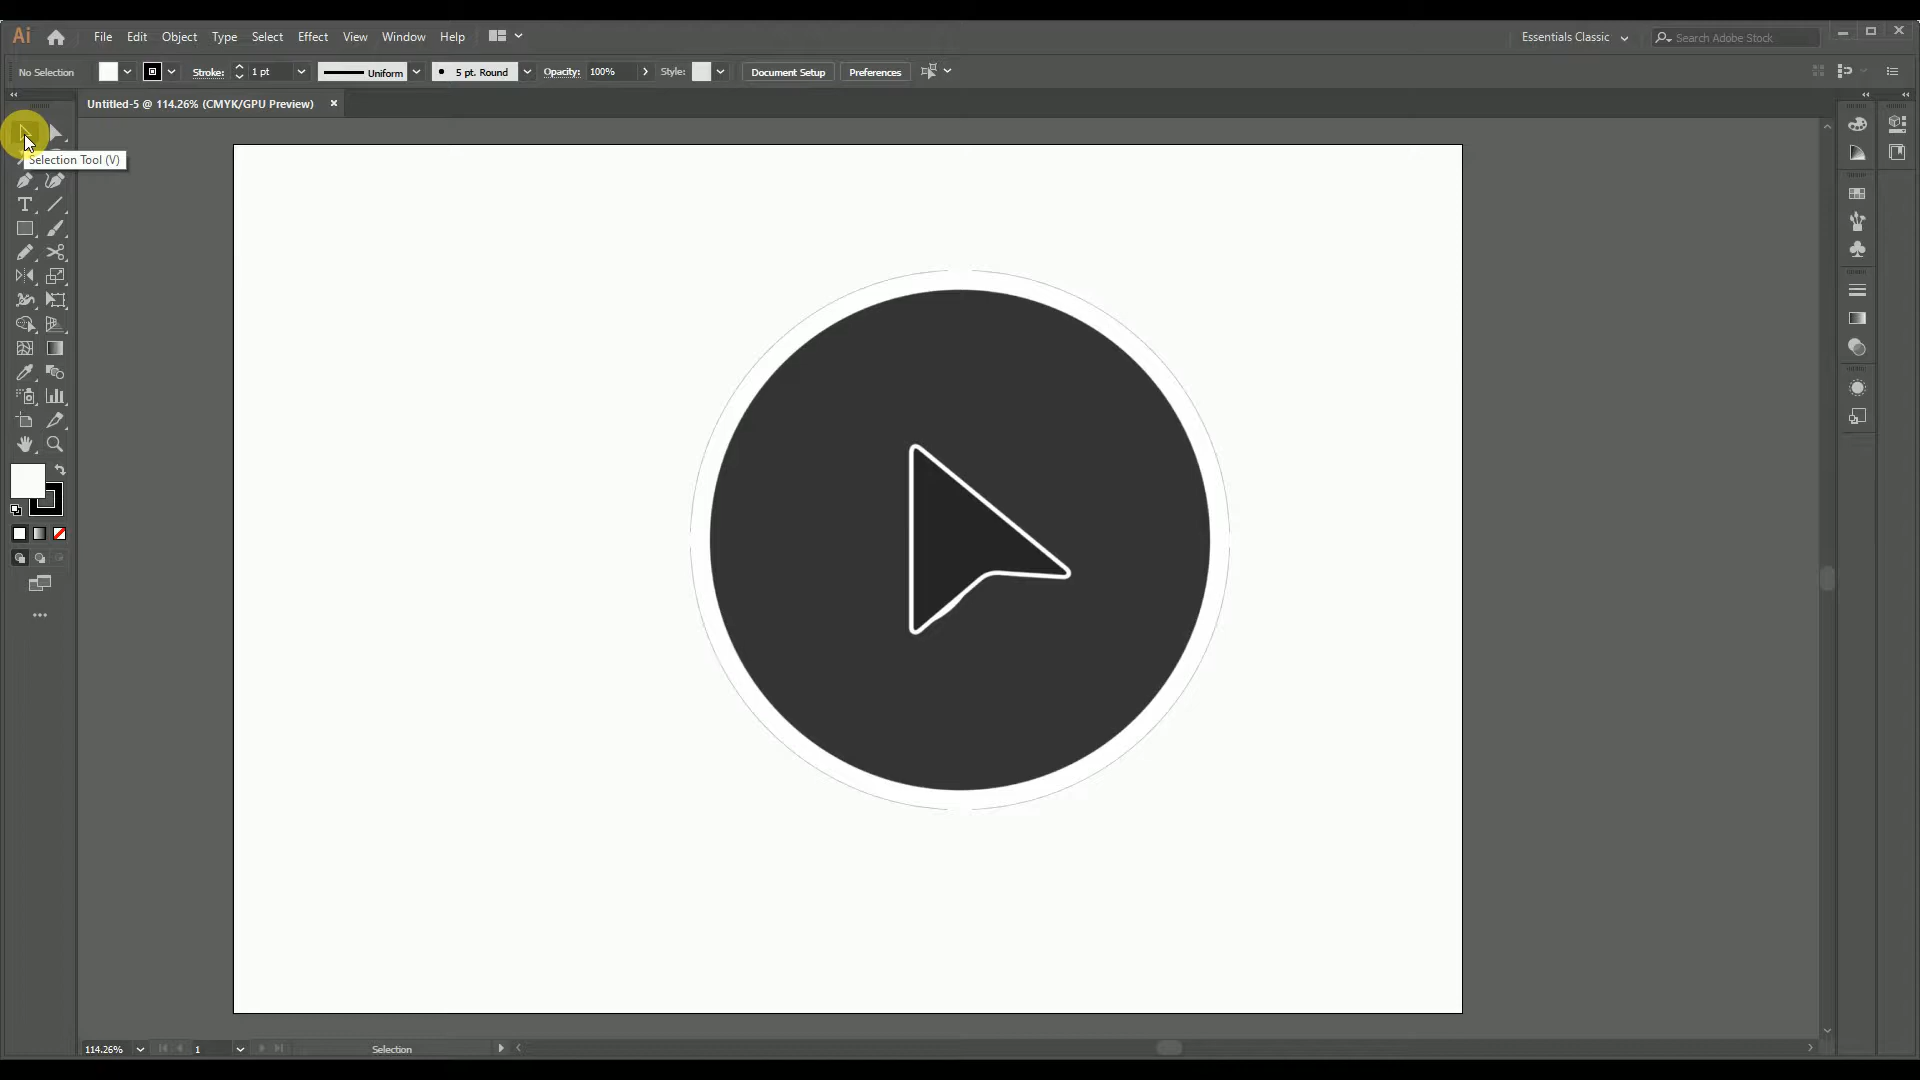 Ai File Edit Object Type Select Effect View Window Help Essentials Classic Search Adobe Stock
No Selection Stroke: 1 pt Uniform 5 pt. Round Opacity: 100% Style: Document Setup Preferences
Untitled-5 @ 114.26% (CMYK/GPU Preview)
Selection Tool (V)
114.26% 1 Selection